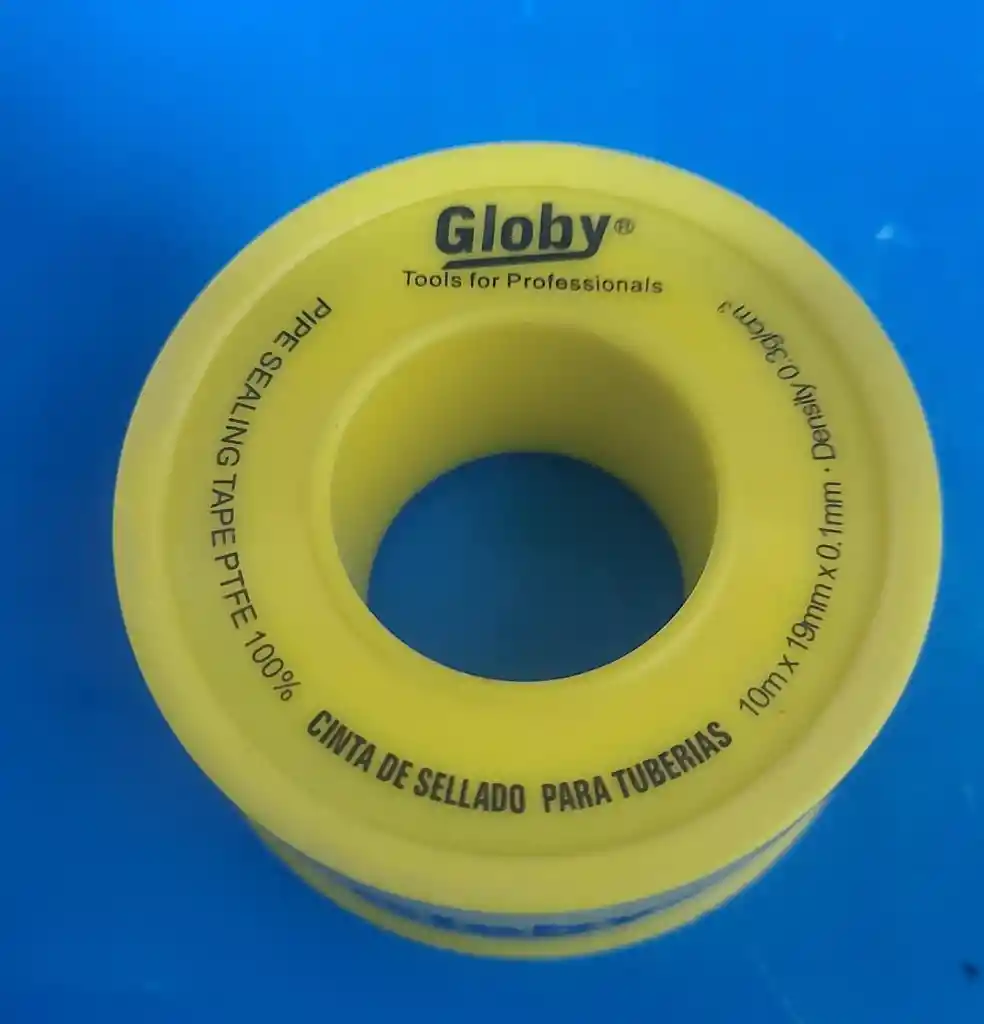 Globy®
Tools for Professionals
PIPE SEALING TAPE PTFE 100%
CINTA DE SELLADO PARA TUBERIAS
10m x 19mm x 0.1mm · Density 0.3g/cm³